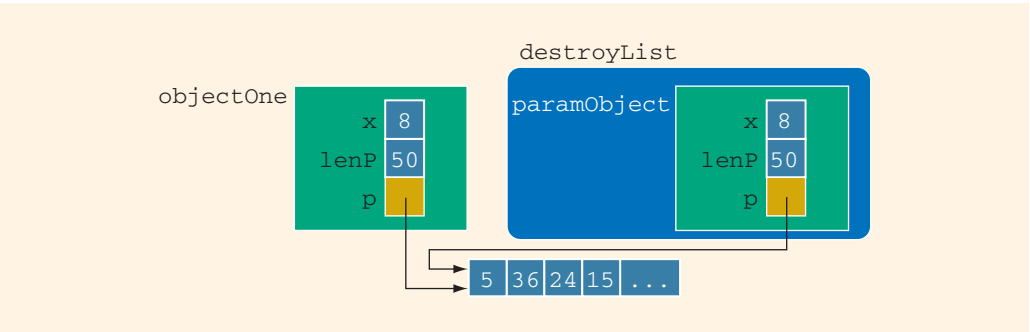 destroyList
objectOne
paramObject
x 8
lenP 50
p
x 8
lenP 50
p
5 36 24 15 ...